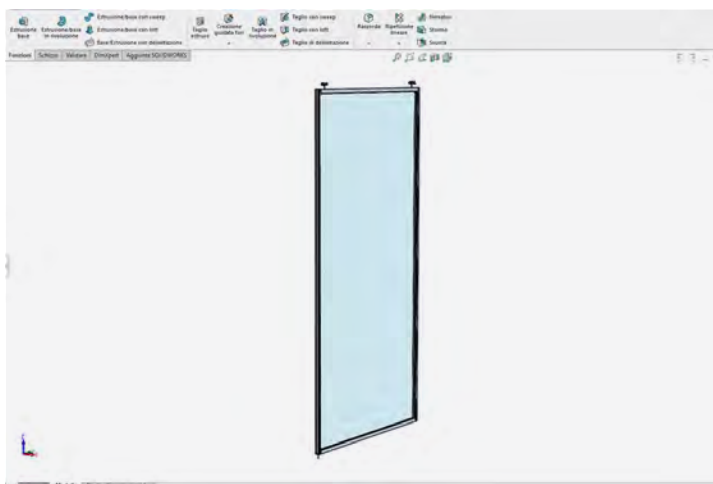 Estrusione base con sweep
Estrusione base
Estrusione base in rivoluzione
Estrusione base con loft
Base Estrusione con delimitazione
Taglio estruso
Creazione guidata fori
Taglio in rivoluzione
Taglio con sweep
Taglio con loft
Taglio di delimitazione
Raccordo
Ripetizione lineare
Sforma
Svuota
Funzioni
Schizzo
Valutare
DimXpert
Aggiunte SOLIDWORKS